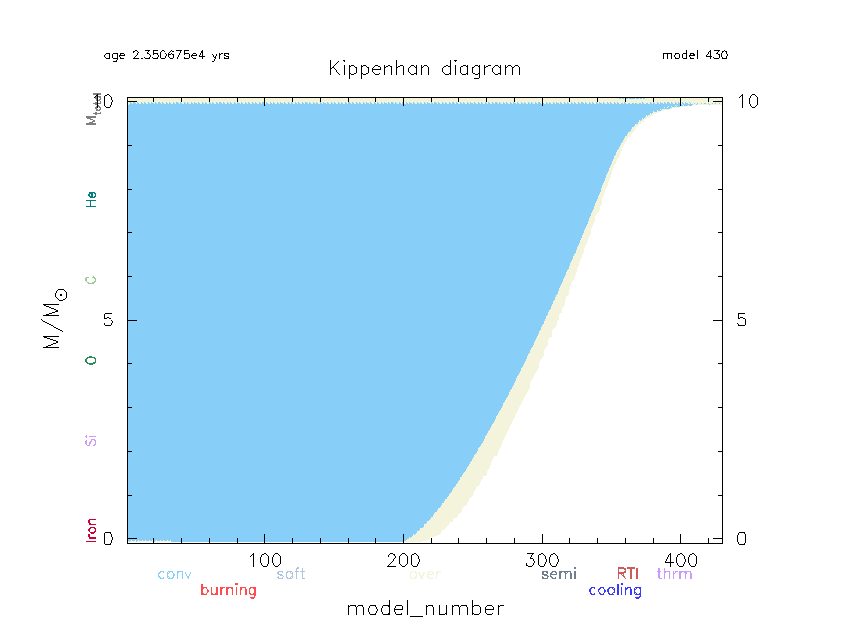 age 2.350675e4 yrs
model 430
Kippenhan diagram
M/M☉
Mtotal
He
C
O
Si
Iron
10
5
0
10
5
0
100
200
300
400
conv
soft
over
semi
RTI
thrm
burning
cooling
model_number